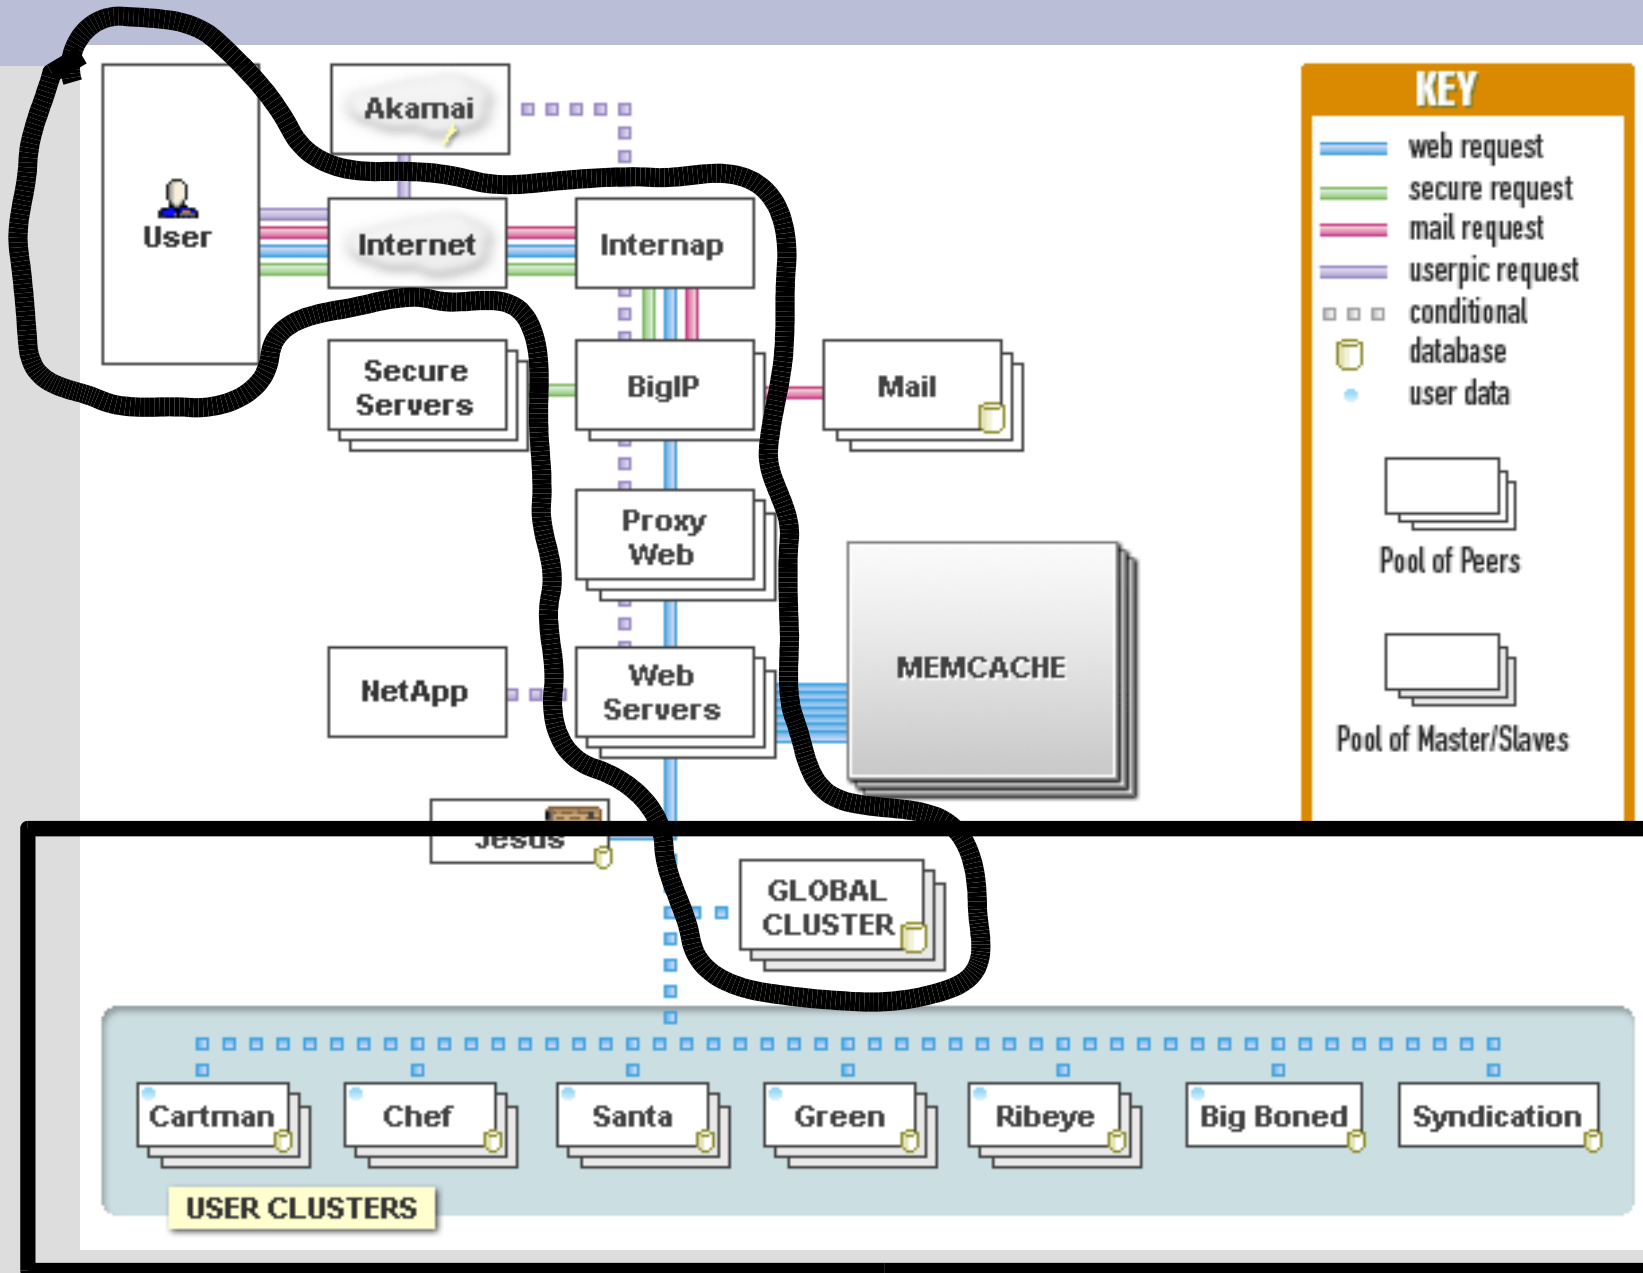 Akamai
User
Internet
Internap
Secure
Servers
BigIP
Mail
Proxy
Web
NetApp
Web
Servers
MEMCACHE
Jesus
GLOBAL
CLUSTER
Cartman
Chef
Santa
Green
Ribeye
Big Boned
Syndication
USER CLUSTERS
KEY
web request
secure request
mail request
userpic request
conditional
database
user data
Pool of Peers
Pool of Master/Slaves